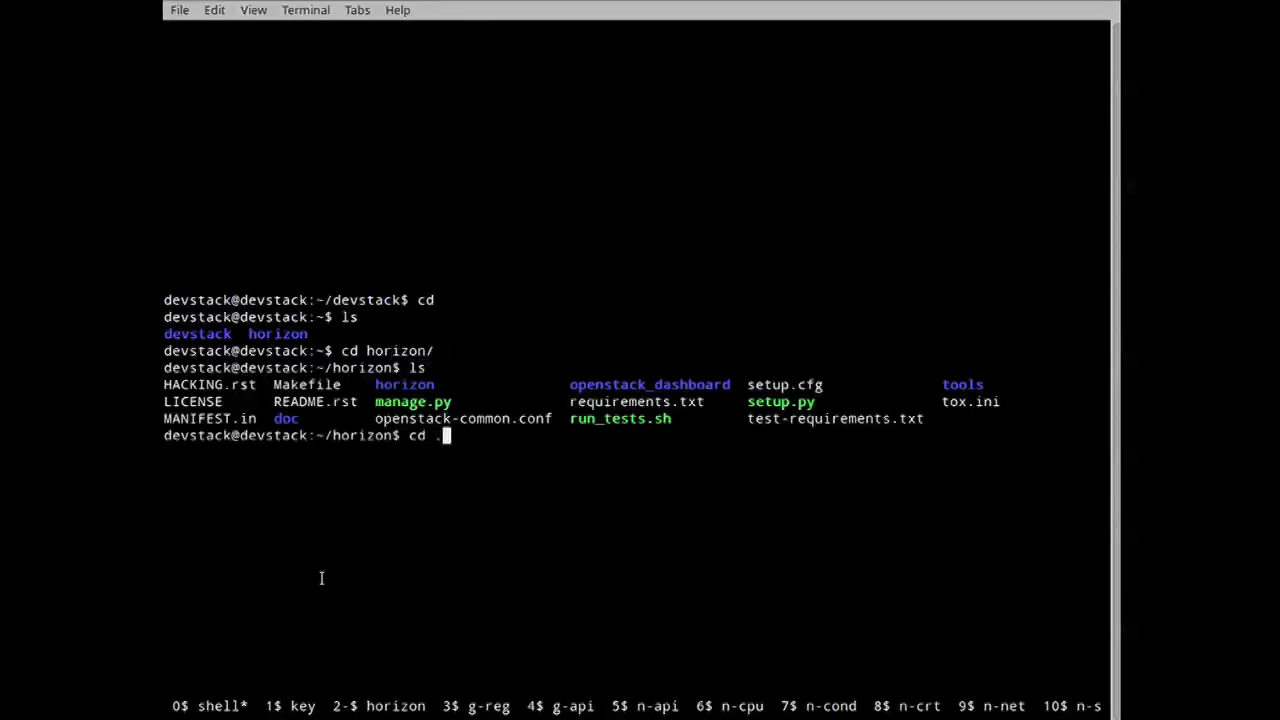 File Edit View Terminal Tabs Help
devstack@devstack:~/devstack$ cd
devstack@devstack:~$ ls
devstack horizon
devstack@devstack:~$ cd horizon/
devstack@devstack:~/horizon$ ls
HACKING.rst Makefile horizon openstack_dashboard setup.cfg tools
LICENSE README.rst manage.py requirements.txt setup.py tox.ini
MANIFEST.in doc openstack-common.conf run_tests.sh test-requirements.txt
devstack@devstack:~/horizon$ cd .
0$ shell* 1$ key 2-$ horizon 3$ g-reg 4$ g-api 5$ n-api 6$ n-cpu 7$ n-cond 8$ n-crt 9$ n-net 10$ n-s